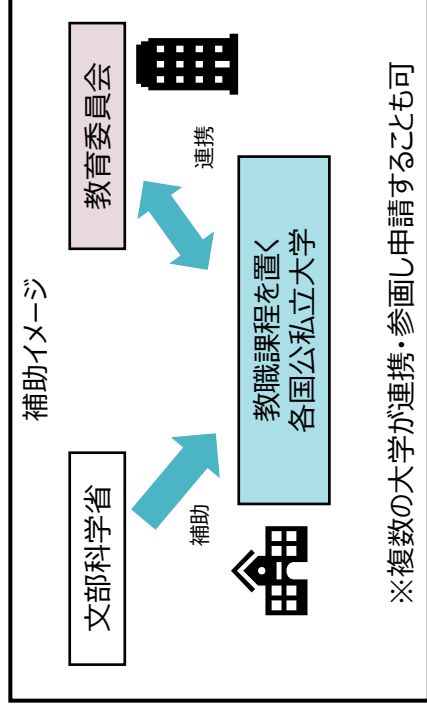 補助イメージ
文部科学省
教育委員会
補助
連携
教職課程を置く
各国公私立大学
※複数の大学が連携・参画し申請することも可